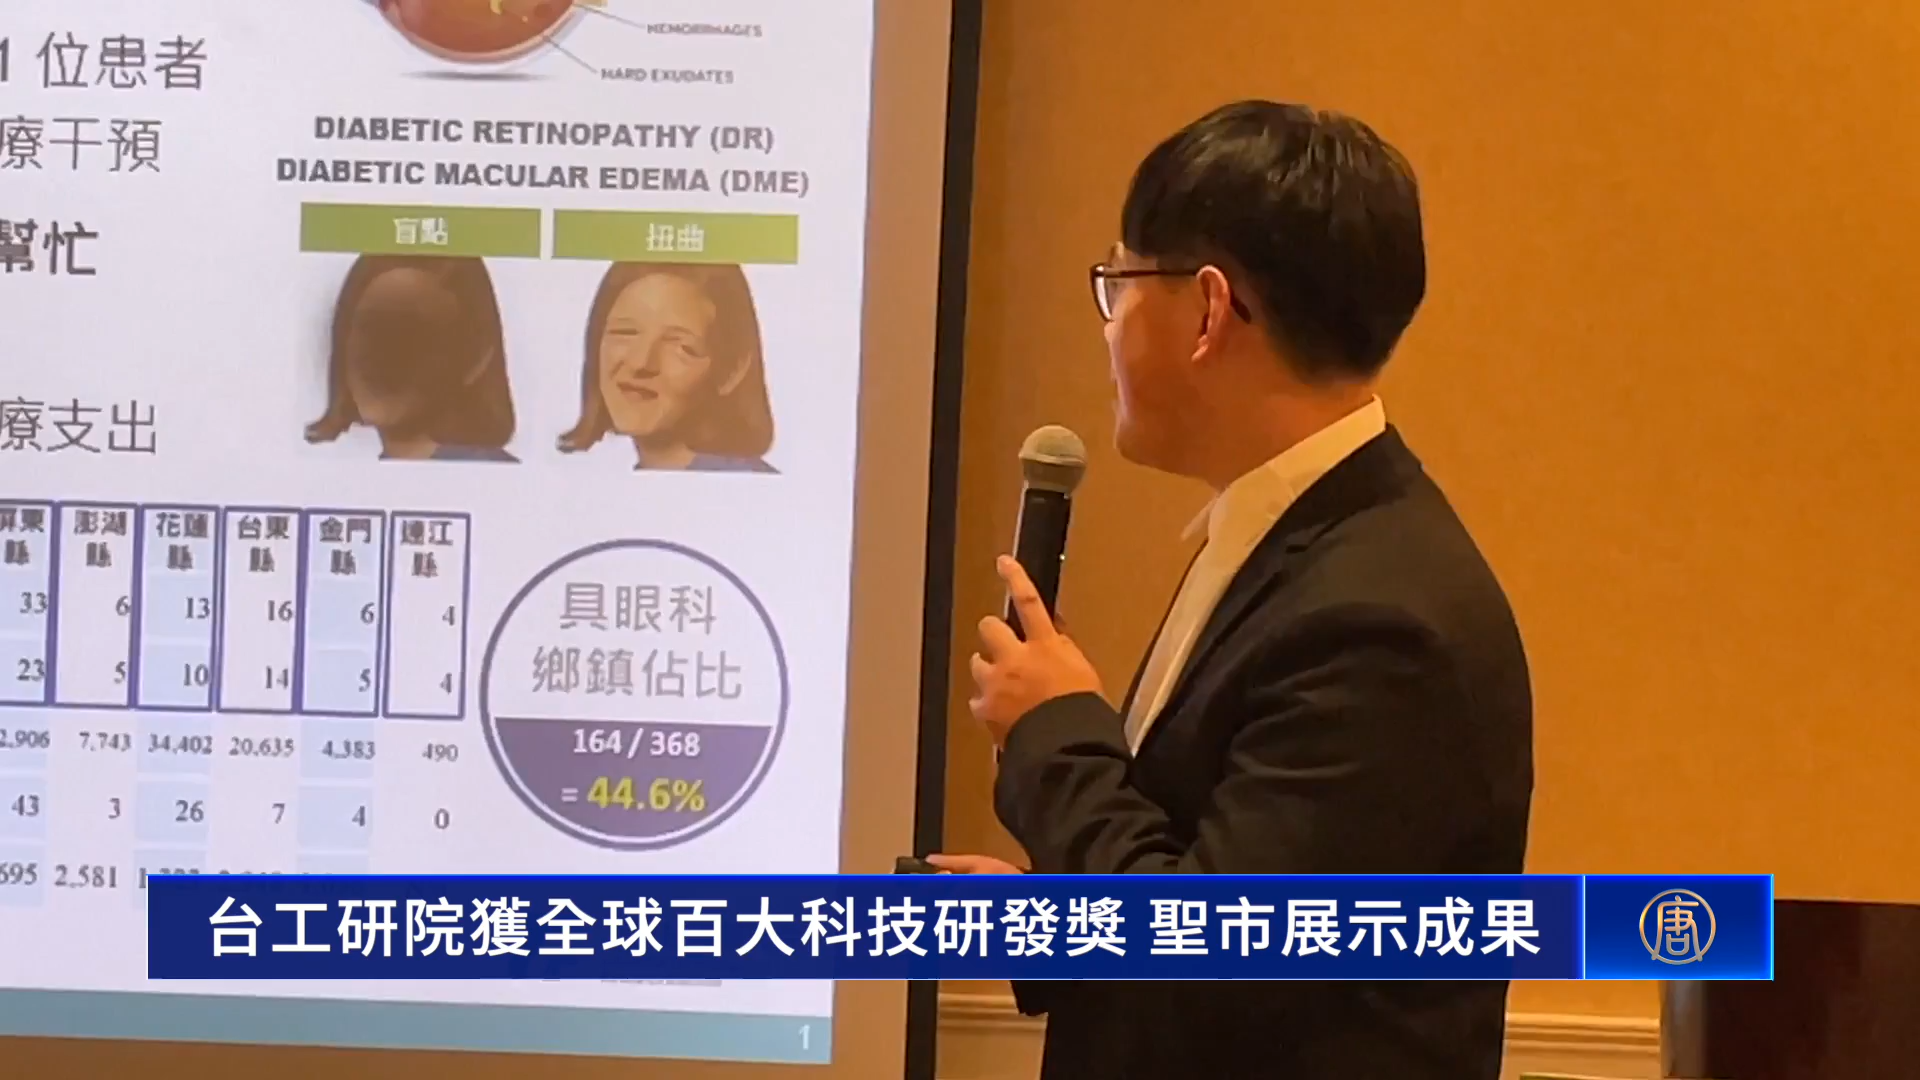 HEMORRHAGES
HARD EXUDATES
1 位患者
療干預
幫忙
療支出
DIABETIC RETINOPATHY (DR)
DIABETIC MACULAR EDEMA (DME)
盲點 扭曲
屏東縣 澎湖縣 花蓮縣 台東縣 金門縣 連江縣
33 6 13 16 6 4
23 5 10 14 5 4
2,906 7,743 34,402 20,635 4,383 490
43 3 26 7 4 0
695 2,581
具眼科
鄉鎮佔比
164 / 368
= 44.6%
台工研院獲全球百大科技研發獎 聖市展示成果
唐
1